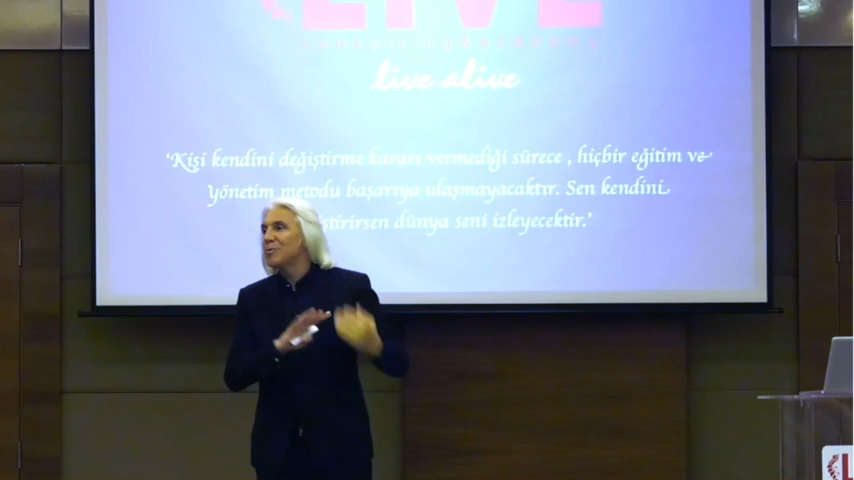 LIVE
live alive
'Kişi kendini değiştirme kararı vermediği sürece , hiçbir eğitim ve
yönetim metodu başarıya ulaşmayacaktır. Sen kendini
dünya seni izleyecektir.'